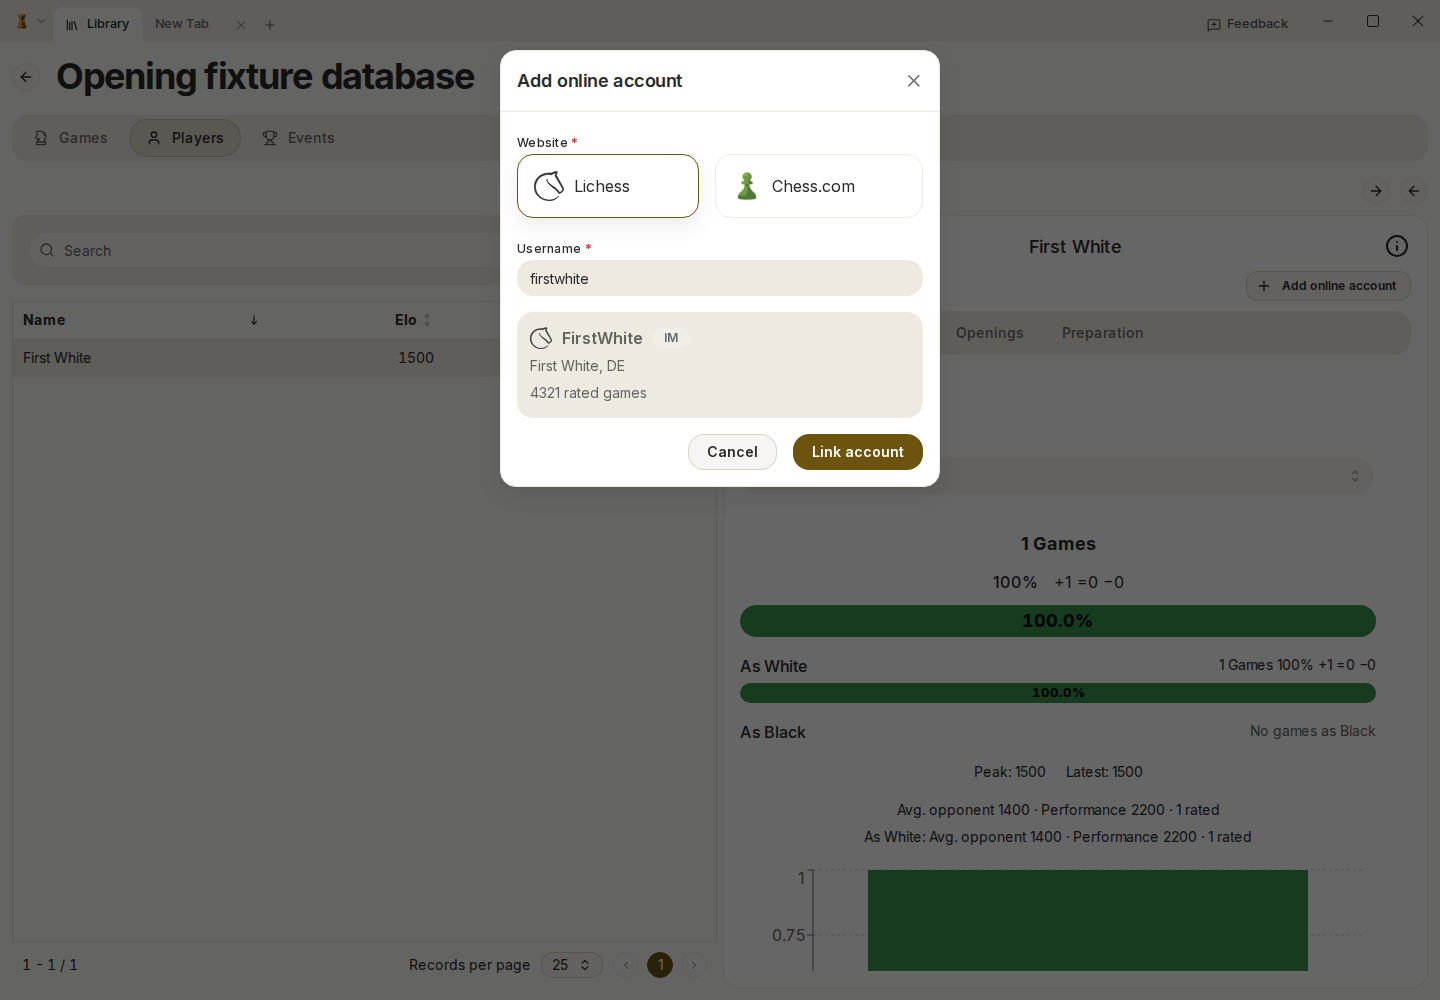 Library
New Tab
Feedback
Opening fixture database
Games
Players
Events
Search
Name
Elo
First White
1500
1 - 1 / 1
Records per page
25
1
First White
Add online account
Openings
Preparation
1 Games
100% +1 =0 −0
100.0%
As White
1 Games 100% +1 =0 −0
100.0%
As Black
No games as Black
Peak: 1500 Latest: 1500
Avg. opponent 1400 · Performance 2200 · 1 rated
As White: Avg. opponent 1400 · Performance 2200 · 1 rated
1
0.75
Add online account
Website *
Lichess
Chess.com
Username *
firstwhite
FirstWhite IM
First White, DE
4321 rated games
Cancel
Link account